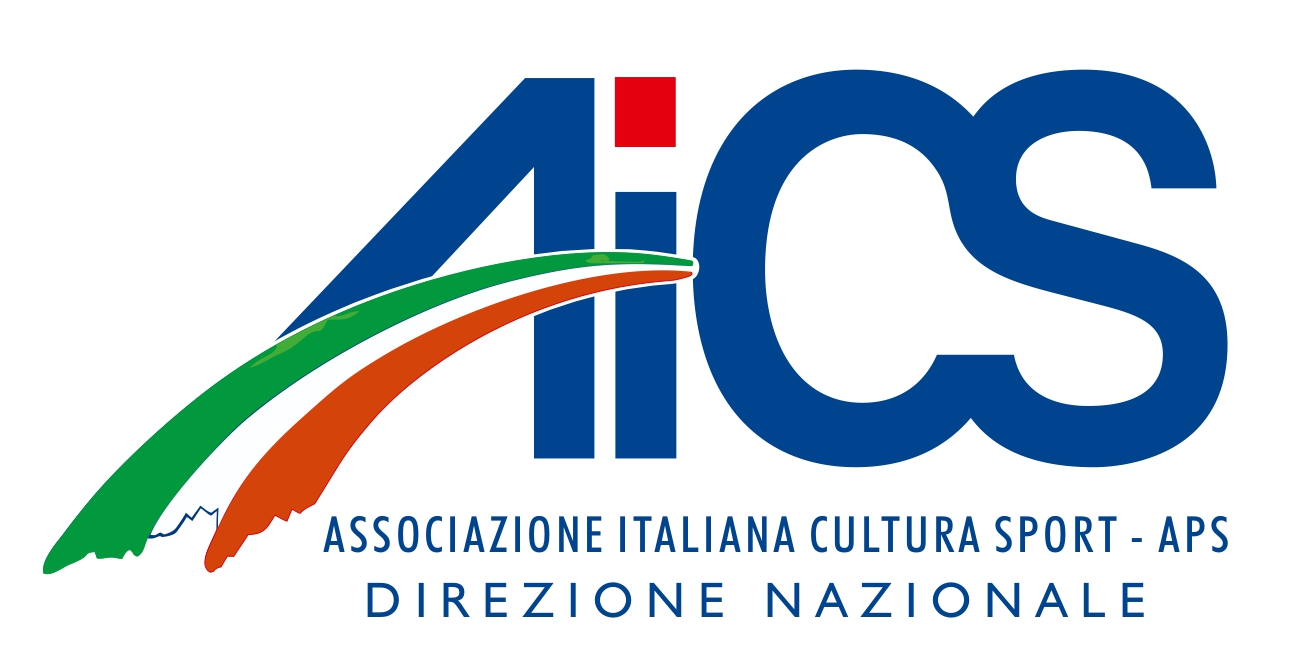 AiCS
ASSOCIAZIONE ITALIANA CULTURA SPORT - APS
DIREZIONE NAZIONALE